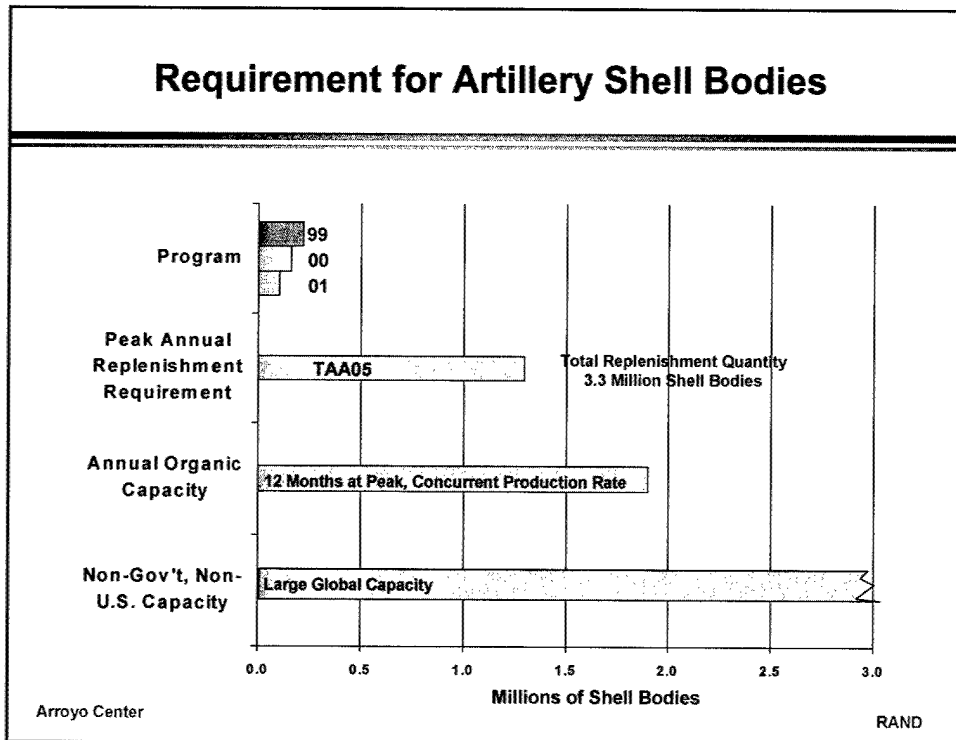 Requirement for Artillery Shell Bodies
Program
99
00
01
Peak Annual
Replenishment
Requirement
TAA05
Total Replenishment Quantity
3.3 Million Shell Bodies
Annual Organic
Capacity
12 Months at Peak, Concurrent Production Rate
Non-Gov't, Non-
U.S. Capacity
Large Global Capacity
0.0 0.5 1.0 1.5 2.0 2.5 3.0
Millions of Shell Bodies
Arroyo Center
RAND